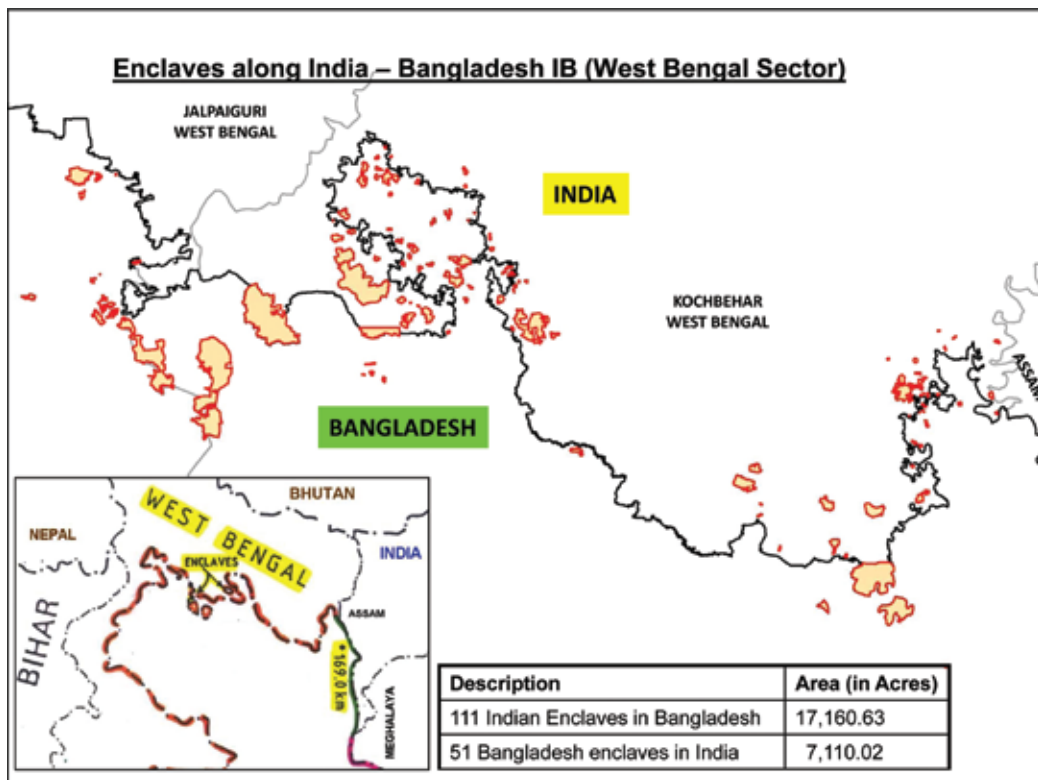 Enclaves along India – Bangladesh IB (West Bengal Sector)
JALPAIGURI
WEST BENGAL
INDIA
KOCHBEHAR
WEST BENGAL
ASSAM
BANGLADESH
WEST BENGAL
BHUTAN
NEPAL
INDIA
ENCLAVES
ASSAM
BIHAR
* 169.0 km
MEGHALAYA
Description Area (in Acres)
111 Indian Enclaves in Bangladesh 17,160.63
51 Bangladesh enclaves in India 7,110.02